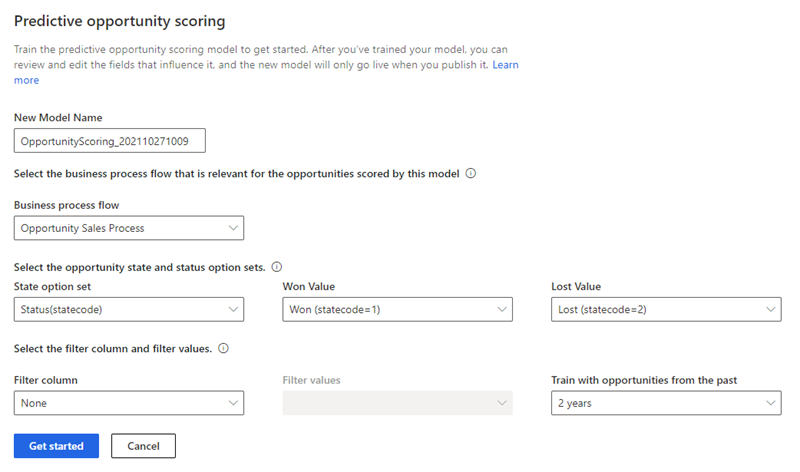 Predictive opportunity scoring
Train the predictive opportunity scoring model to get started. After you've trained your model, you can
review and edit the fields that influence it, and the new model will only go live when you publish it. Learn
more
New Model Name
OpportunityScoring_202110271009
Select the business process flow that is relevant for the opportunities scored by this model
Business process flow
Opportunity Sales Process
Select the opportunity state and status option sets.
State option set Won Value Lost Value
Status(statecode) Won (statecode=1) Lost (statecode=2)
Select the filter column and filter values.
Filter column Filter values Train with opportunities from the past
None 2 years
Get started Cancel